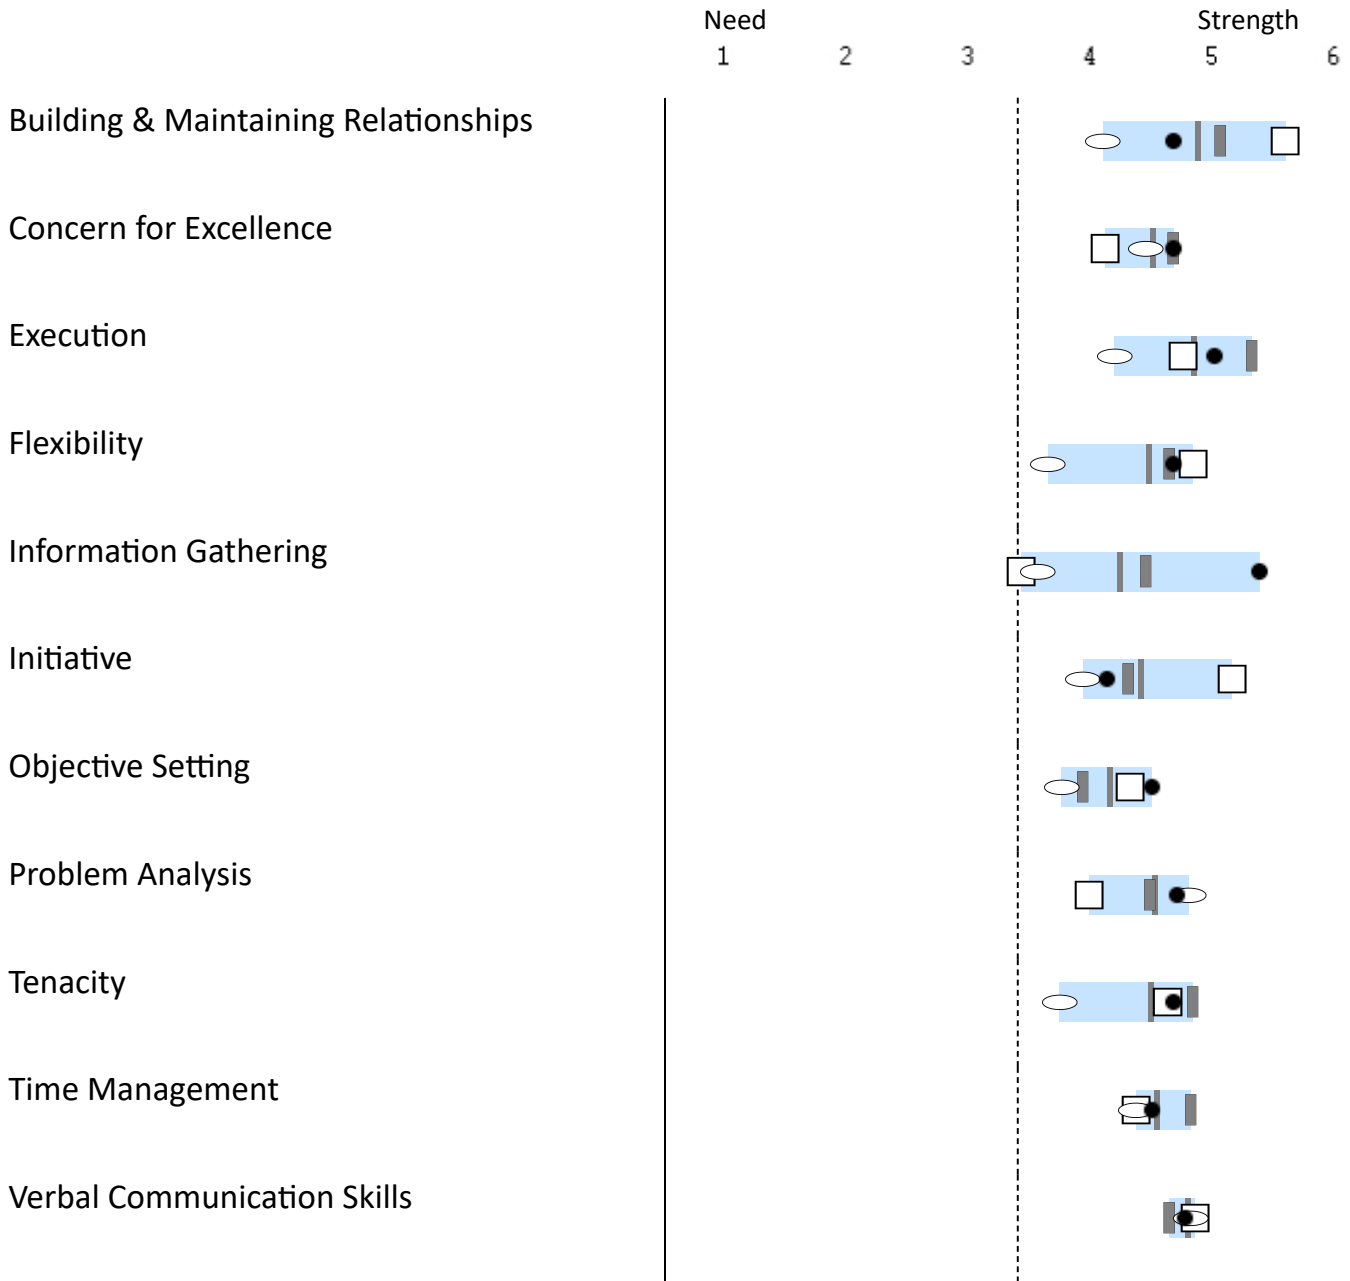 Need Strength
1 2 3 4 5 6
Building & Maintaining Relationships
Concern for Excellence
Execution
Flexibility
Information Gathering
Initiative
Objective Setting
Problem Analysis
Tenacity
Time Management
Verbal Communication Skills